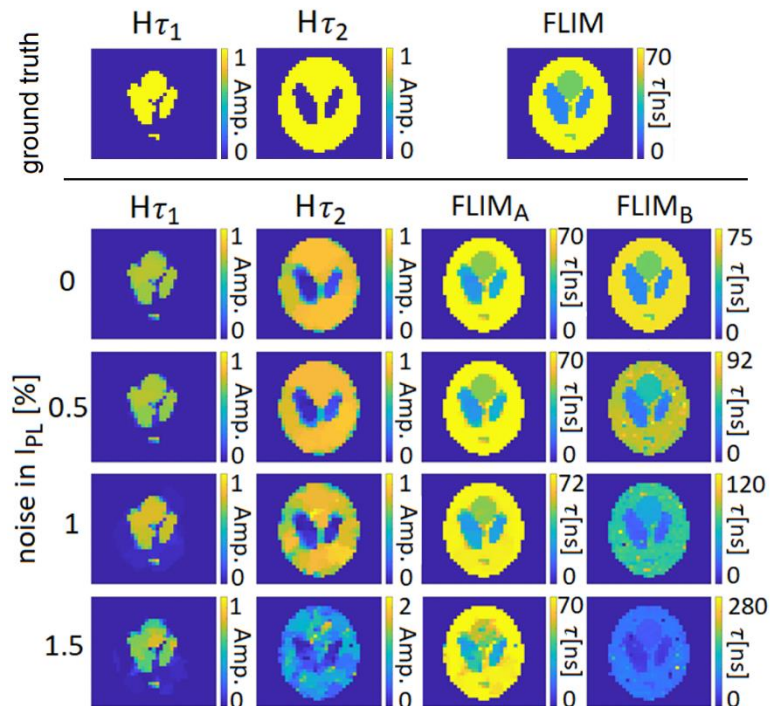 Hτ1 Hτ2 FLIM
ground truth
1 Amp. 0
1 Amp. 0
70 τ[ns] 0
Hτ1 Hτ2 FLIMA FLIMB
noise in IPL [%]
0
1 Amp. 0
1 Amp. 0
70 τ[ns] 0
75 τ[ns] 0
0.5
1 Amp. 0
1 Amp. 0
70 τ[ns] 0
92 τ[ns] 0
1
1 Amp. 0
1 Amp. 0
72 τ[ns] 0
120 τ[ns] 0
1.5
1 Amp. 0
2 Amp. 0
70 τ[ns] 0
280 τ[ns] 0